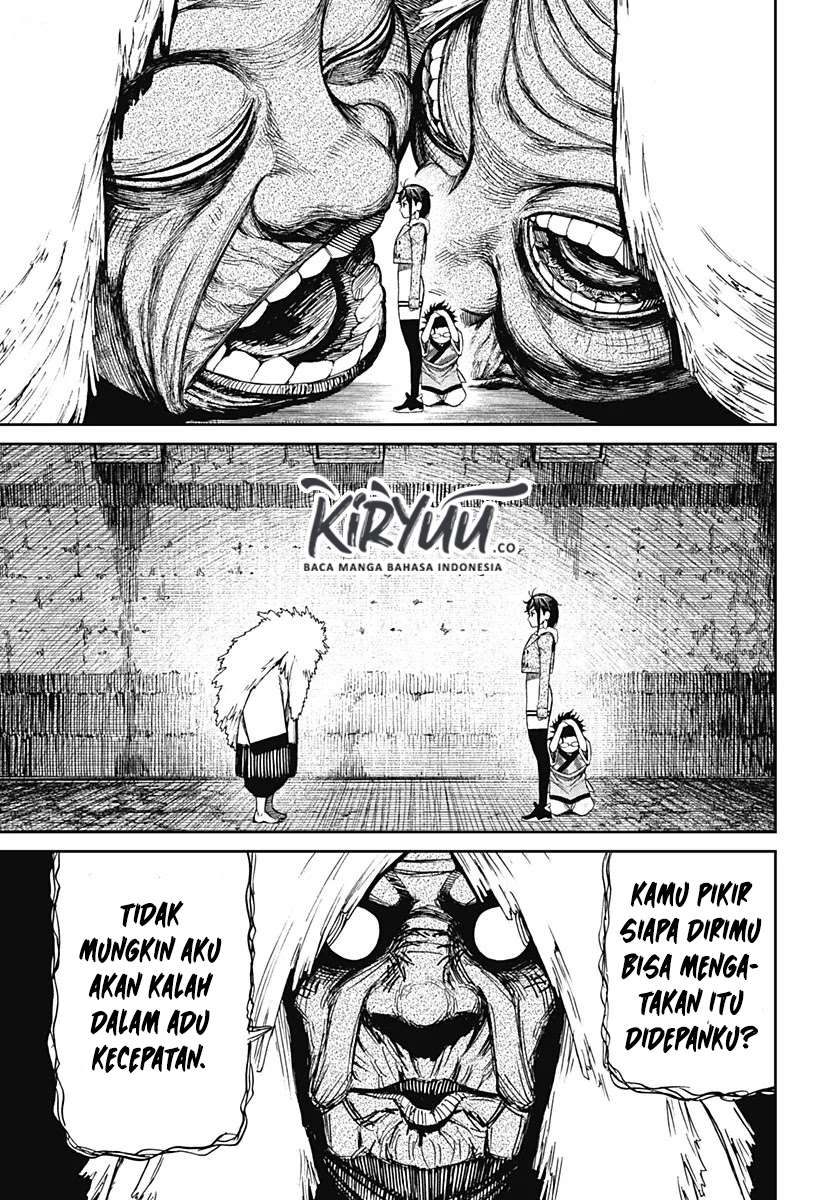 KIRYUU.CO
BACA MANGA BAHASA INDONESIA
KAMU PIKIR
SIAPA DIRIMU
BISA MENGA-
TAKAN ITU
DIDEPANKU?
TIDAK
MUNGKIN AKU
AKAN KALAH
DALAM ADU
KECEPATAN.